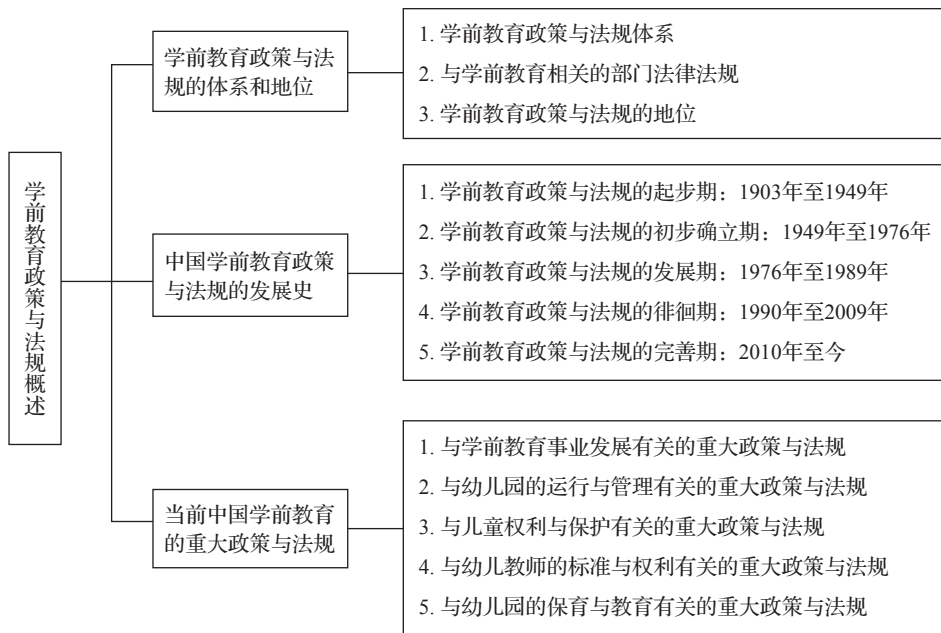 学前教育政策与法规概述
学前教育政策与法
规的体系和地位
1. 学前教育政策与法规体系
2. 与学前教育相关的部门法律法规
3. 学前教育政策与法规的地位
中国学前教育政策
与法规的发展史
1. 学前教育政策与法规的起步期：1903年至1949年
2. 学前教育政策与法规的初步确立期：1949年至1976年
3. 学前教育政策与法规的发展期：1976年至1989年
4. 学前教育政策与法规的徘徊期：1990年至2009年
5. 学前教育政策与法规的完善期：2010年至今
当前中国学前教育
的重大政策与法规
1. 与学前教育事业发展有关的重大政策与法规
2. 与幼儿园的运行与管理有关的重大政策与法规
3. 与儿童权利与保护有关的重大政策与法规
4. 与幼儿教师的标准与权利有关的重大政策与法规
5. 与幼儿园的保育与教育有关的重大政策与法规